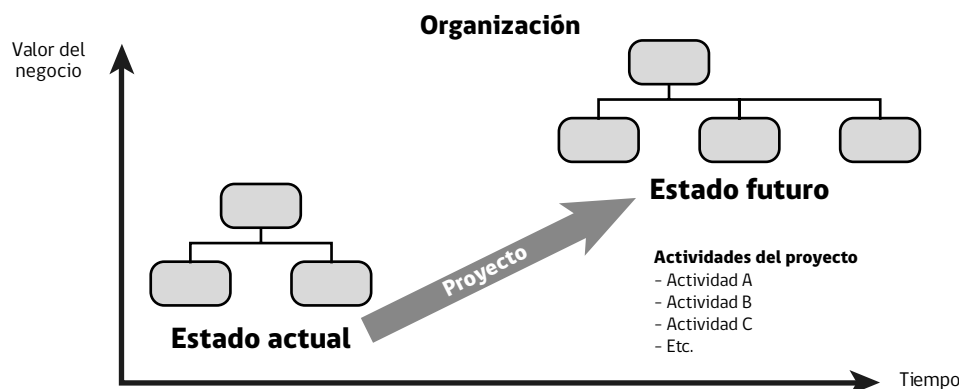 Organización
Valor del
negocio
Estado futuro
Proyecto
Actividades del proyecto
- Actividad A
- Actividad B
- Actividad C
- Etc.
Estado actual
Tiempo